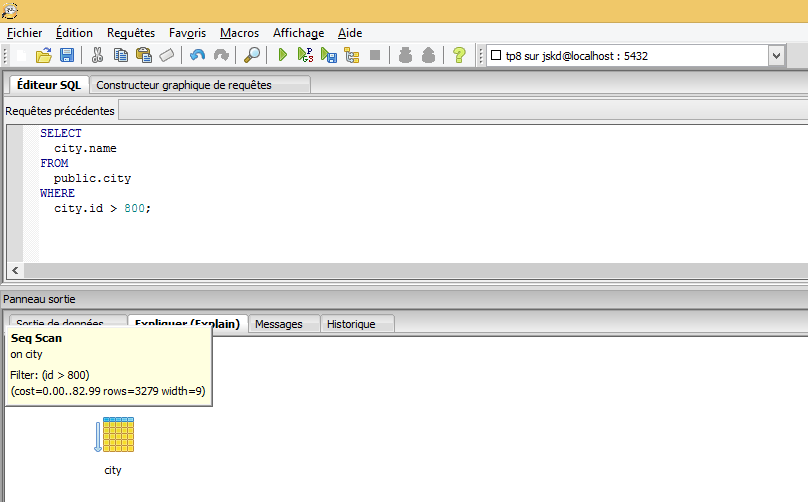 Fichier Édition Requêtes Favoris Macros Affichage Aide
tp8 sur jskd@localhost : 5432
Éditeur SQL Constructeur graphique de requêtes
Requêtes précédentes
SELECT
city.name
FROM
public.city
WHERE
city.id > 800;
Panneau sortie
Sortie de données Expliquer (Explain) Messages Historique
Seq Scan
on city
Filter: (id > 800)
(cost=0.00..82.99 rows=3279 width=9)
city